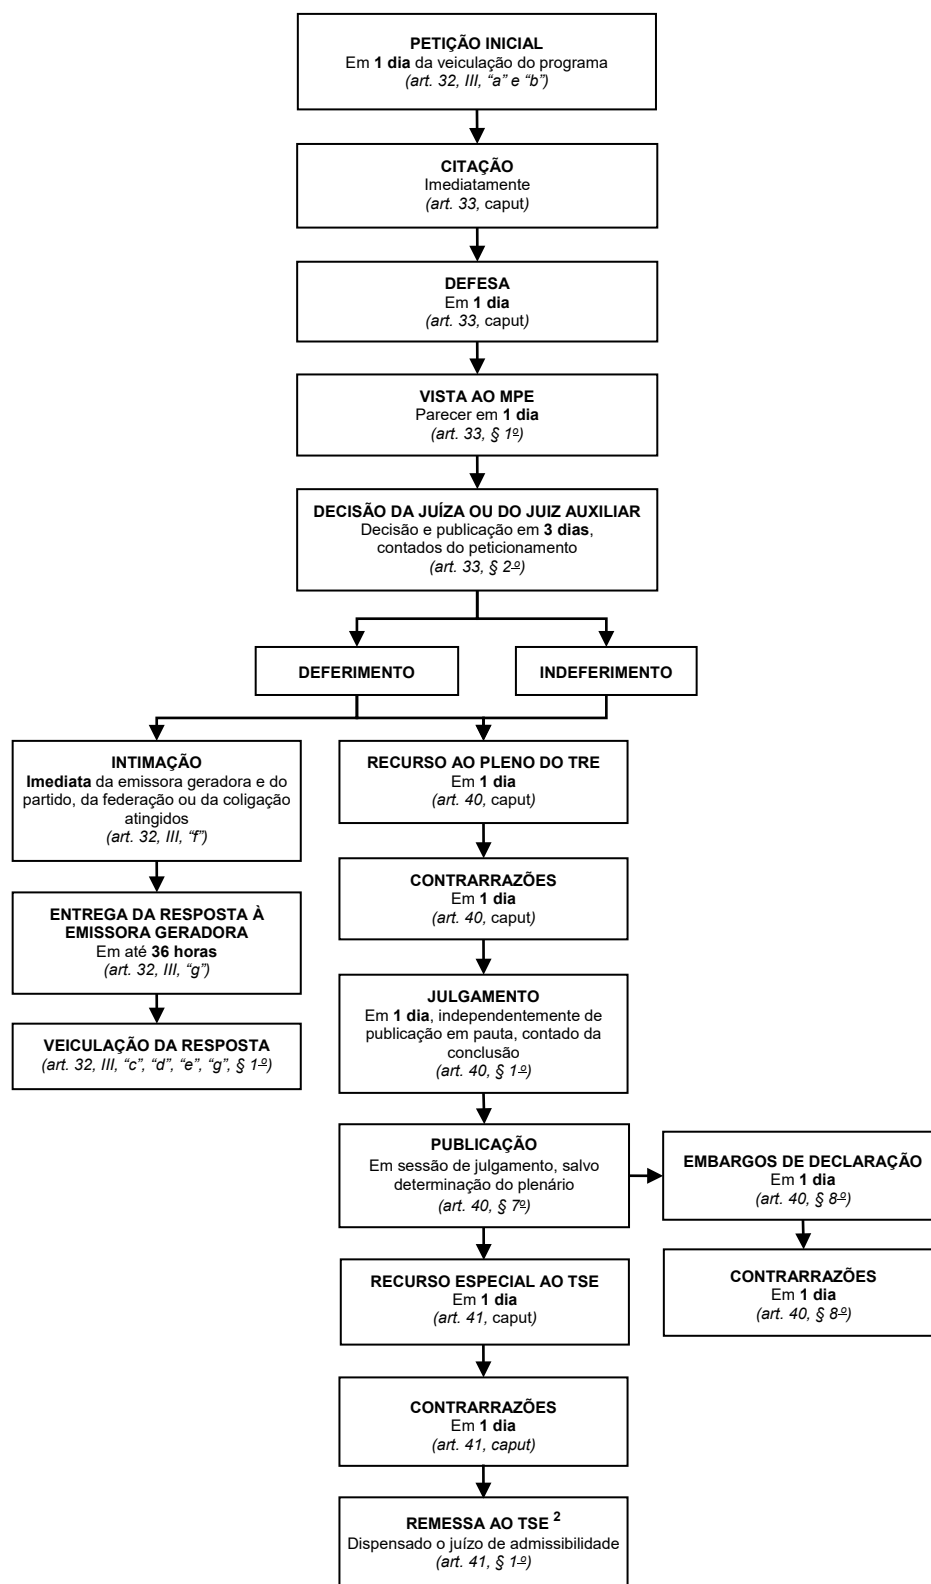 PETIÇÃO INICIAL
Em 1 dia da veiculação do programa
(art. 32, III, “a” e “b”)
CITAÇÃO
Imediatamente
(art. 33, caput)
DEFESA
Em 1 dia
(art. 33, caput)
VISTA AO MPE
Parecer em 1 dia
(art. 33, § 1º)
DECISÃO DA JUÍZA OU DO JUIZ AUXILIAR
Decisão e publicação em 3 dias,
contados do peticionamento
(art. 33, § 2º)
DEFERIMENTO
INDEFERIMENTO
INTIMAÇÃO
Imediata da emissora geradora e do
partido, da federação ou da coligação
atingidos
(art. 32, III, “f”)
ENTREGA DA RESPOSTA À
EMISSORA GERADORA
Em até 36 horas
(art. 32, III, “g”)
VEICULAÇÃO DA RESPOSTA
(art. 32, III, “c”, “d”, “e”, “g”, § 1º)
RECURSO AO PLENO DO TRE
Em 1 dia
(art. 40, caput)
CONTRARRAZÕES
Em 1 dia
(art. 40, caput)
JULGAMENTO
Em 1 dia, independentemente de
publicação em pauta, contado da
conclusão
(art. 40, § 1º)
PUBLICAÇÃO
Em sessão de julgamento, salvo
determinação do plenário
(art. 40, § 7º)
EMBARGOS DE DECLARAÇÃO
Em 1 dia
(art. 40, § 8º)
CONTRARRAZÕES
Em 1 dia
(art. 40, § 8º)
RECURSO ESPECIAL AO TSE
Em 1 dia
(art. 41, caput)
CONTRARRAZÕES
Em 1 dia
(art. 41, caput)
REMESSA AO TSE ²
Dispensado o juízo de admissibilidade
(art. 41, § 1º)